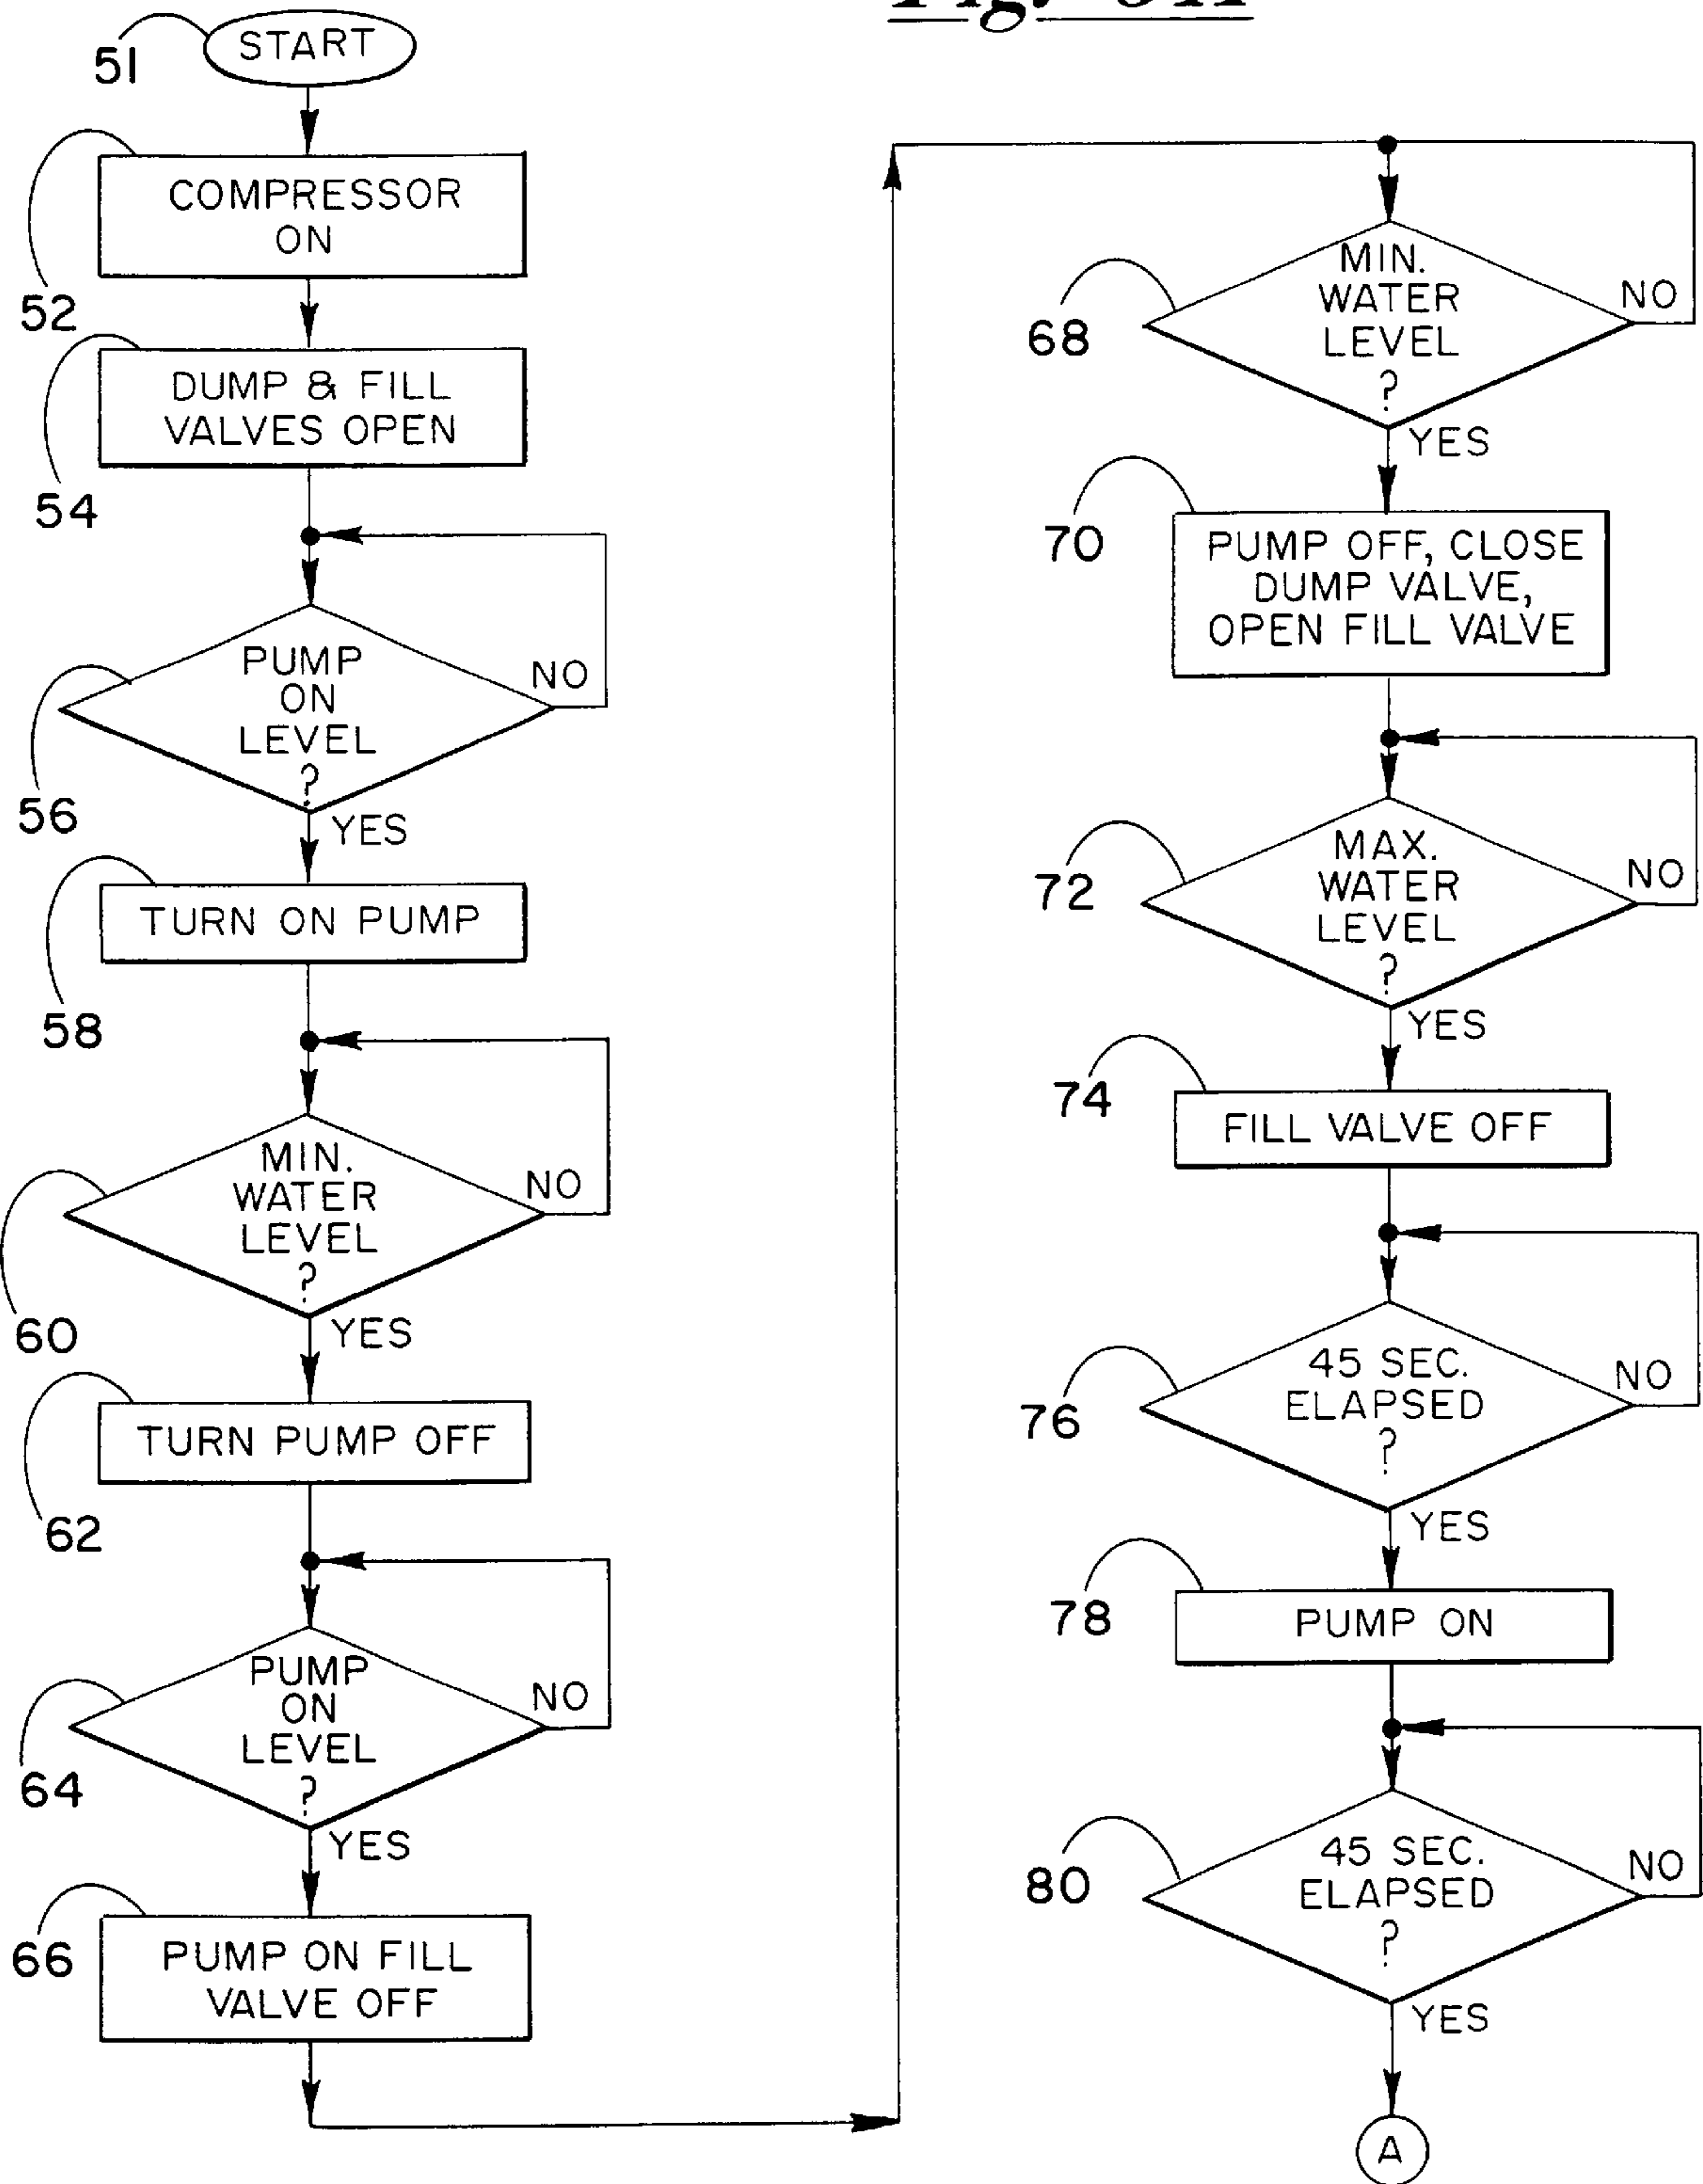 51
START
52
COMPRESSOR
ON
54
DUMP & FILL
VALVES OPEN
56
PUMP
ON
LEVEL
?
NO
YES
58
TURN ON PUMP
60
MIN.
WATER
LEVEL
?
NO
YES
62
TURN PUMP OFF
64
PUMP
ON
LEVEL
?
NO
YES
66
PUMP ON FILL
VALVE OFF
68
MIN.
WATER
LEVEL
?
NO
YES
70
PUMP OFF, CLOSE
DUMP VALVE,
OPEN FILL VALVE
72
MAX.
WATER
LEVEL
?
NO
YES
74
FILL VALVE OFF
76
45 SEC.
ELAPSED
?
NO
YES
78
PUMP ON
80
45 SEC.
ELAPSED
?
NO
YES
A